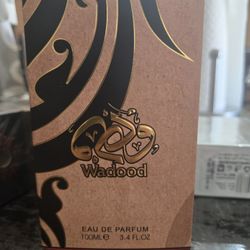 ودود
Wadood
EAU DE PARFUM
100ML℮ 3.4 FL.OZ